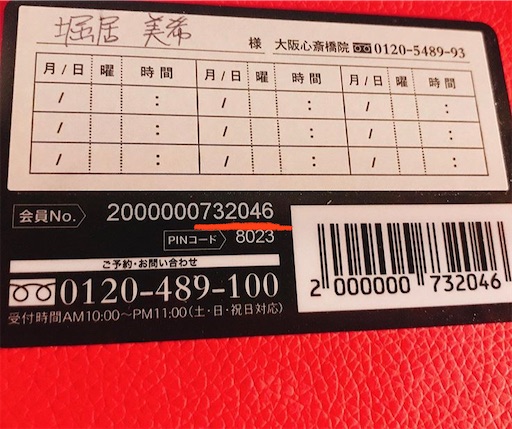 堀居 美希 様 大阪心斎橋院 0120-5489-93
月/日 曜 時間 月/日 曜 時間 月/日 曜 時間
/ : / : / :
/ : / : / :
/ : / : / :
会員No. 2000000732046
PINコード 8023
ご予約・お問い合わせ
0120-489-100
受付時間AM10:00〜PM11:00(土・日・祝日対応)
2 000000 732046